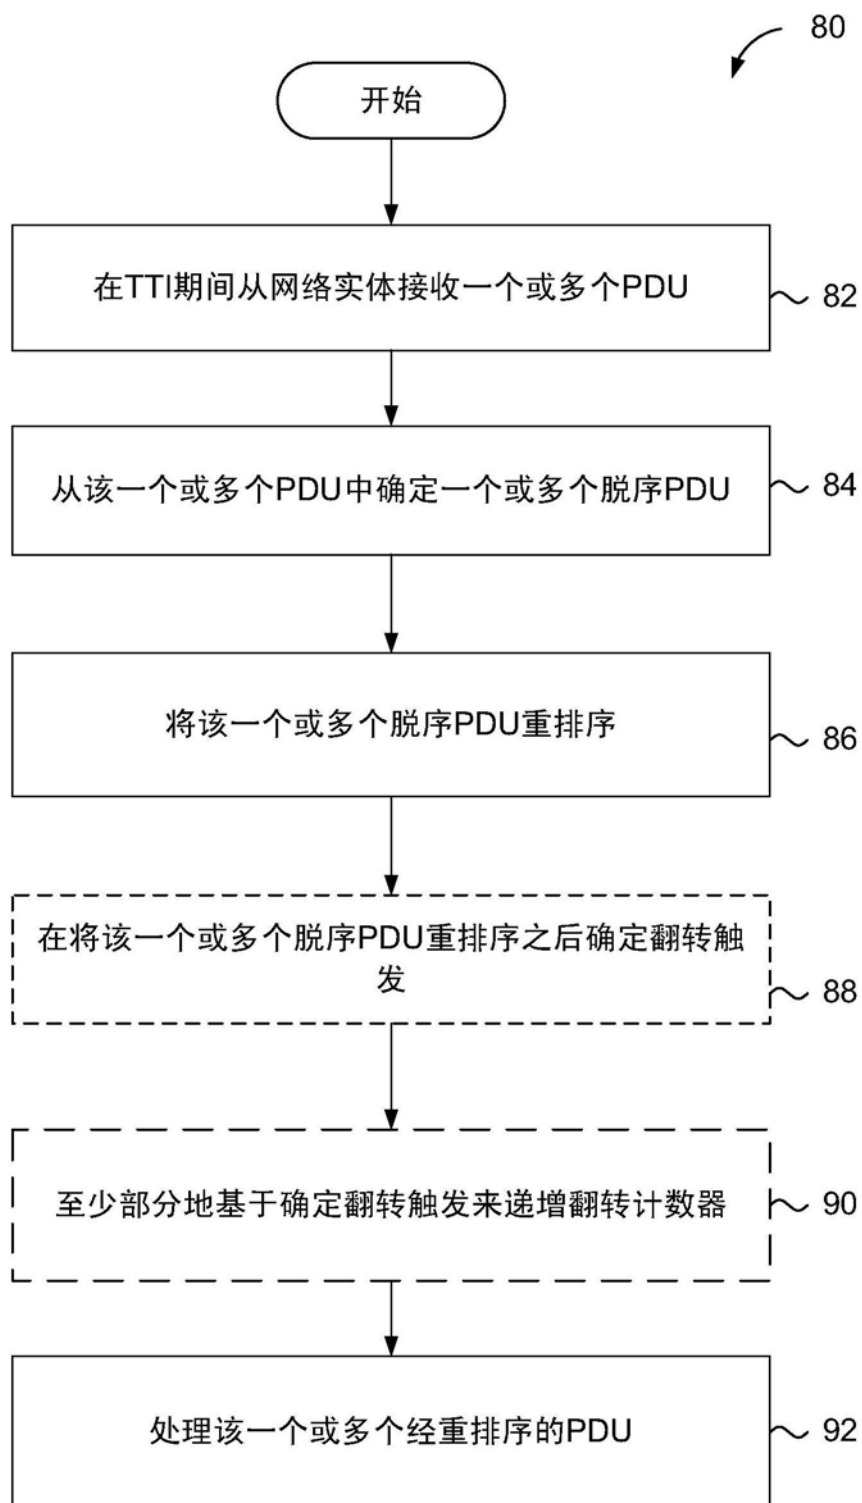 80
开始
在TTI期间从网络实体接收一个或多个PDU
82
从该一个或多个PDU中确定一个或多个脱序PDU
84
将该一个或多个脱序PDU重排序
86
在将该一个或多个脱序PDU重排序之后确定翻转触
发
88
至少部分地基于确定翻转触发来递增翻转计数器
90
处理该一个或多个经重排序的PDU
92